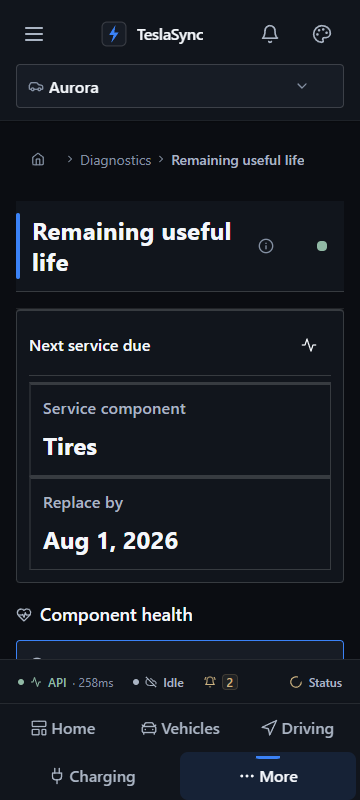 TeslaSync
Aurora
Diagnostics
Remaining useful life
Remaining useful
life
Next service due
Service component
Tires
Replace by
Aug 1, 2026
Component health
API · 258ms
Idle
2
Status
Home
Vehicles
Driving
Charging
More